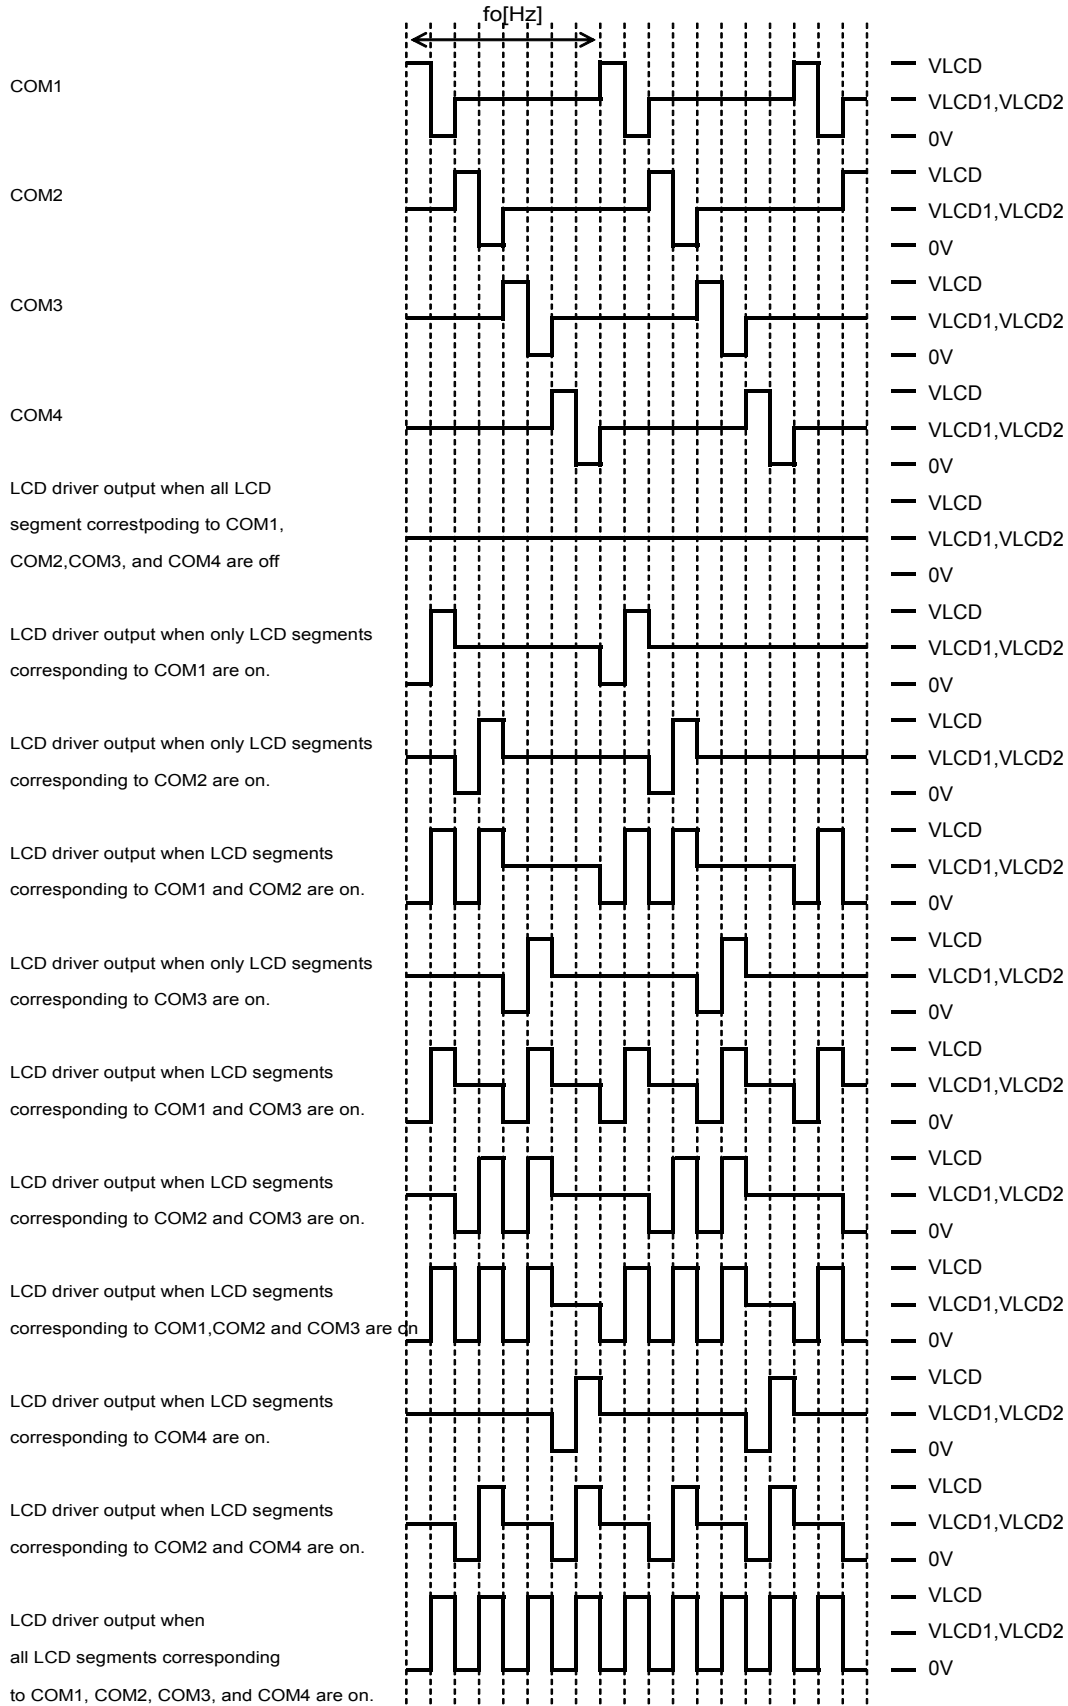 fo[Hz]
VLCD
COM1
VLCD1,VLCD2
0V
VLCD
COM2
VLCD1,VLCD2
0V
VLCD
COM3
VLCD1,VLCD2
0V
VLCD
COM4
VLCD1,VLCD2
0V
LCD driver output when all LCD
segment correstpoding to COM1,
COM2,COM3, and COM4 are off
VLCD
VLCD1,VLCD2
0V
LCD driver output when only LCD segments
corresponding to COM1 are on.
VLCD
VLCD1,VLCD2
0V
LCD driver output when only LCD segments
corresponding to COM2 are on.
VLCD
VLCD1,VLCD2
0V
LCD driver output when LCD segments
corresponding to COM1 and COM2 are on.
VLCD
VLCD1,VLCD2
0V
LCD driver output when only LCD segments
corresponding to COM3 are on.
VLCD
VLCD1,VLCD2
0V
LCD driver output when LCD segments
corresponding to COM1 and COM3 are on.
VLCD
VLCD1,VLCD2
0V
LCD driver output when LCD segments
corresponding to COM2 and COM3 are on.
VLCD
VLCD1,VLCD2
0V
LCD driver output when LCD segments
corresponding to COM1,COM2 and COM3 are on
VLCD
VLCD1,VLCD2
0V
LCD driver output when LCD segments
corresponding to COM4 are on.
VLCD
VLCD1,VLCD2
0V
LCD driver output when LCD segments
corresponding to COM2 and COM4 are on.
VLCD
VLCD1,VLCD2
0V
LCD driver output when
all LCD segments corresponding
to COM1, COM2, COM3, and COM4 are on.
VLCD
VLCD1,VLCD2
0V